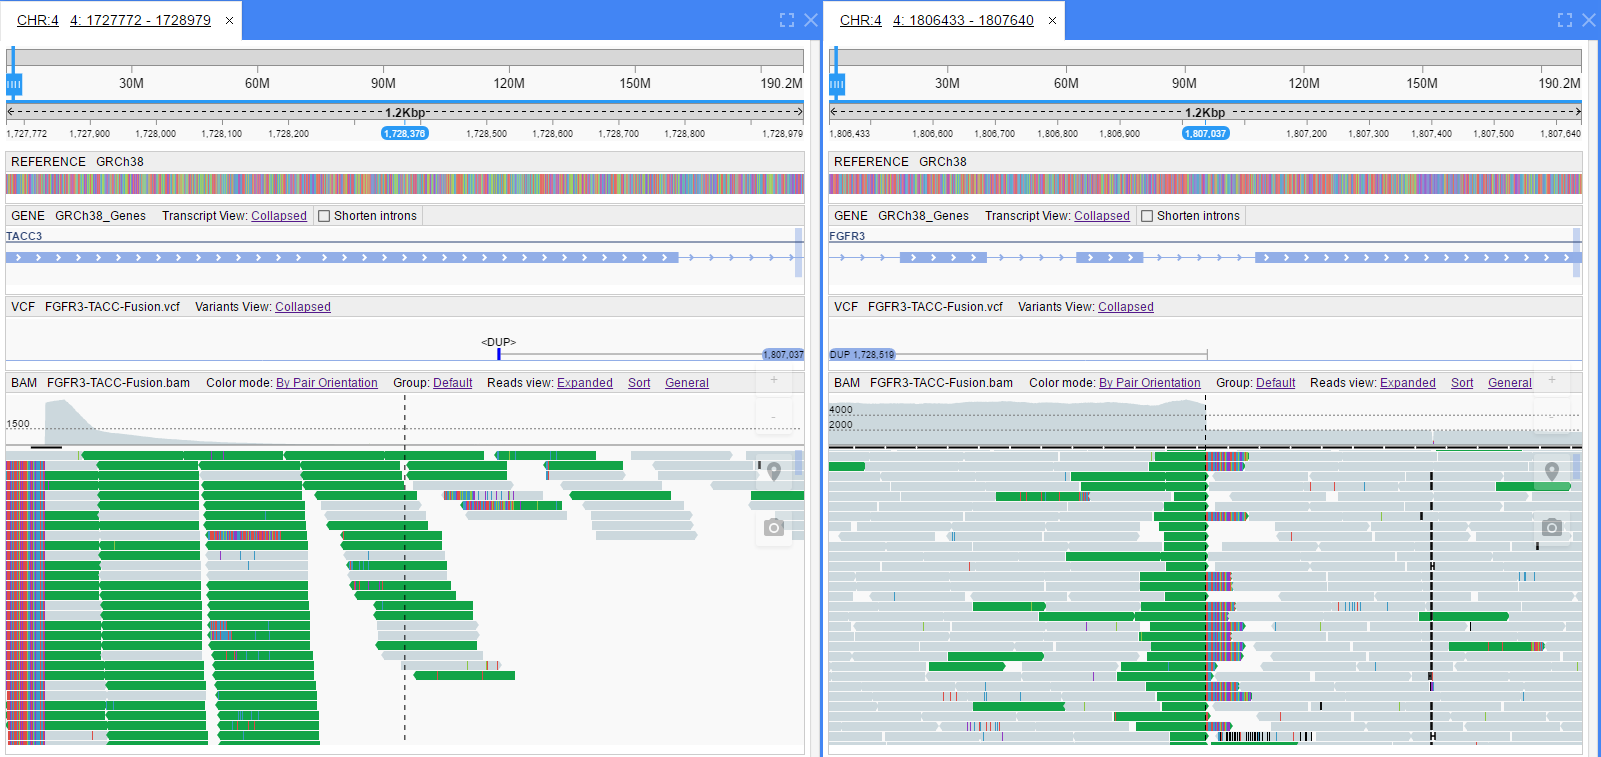 CHR:4 4: 1727772 - 1728979 ×
30M 60M 90M 120M 150M 190.2M
1.2Kbp
1,727,772 1,727,900 1,728,000 1,728,100 1,728,200 1,728,376 1,728,500 1,728,600 1,728,700 1,728,800 1,728,979
REFERENCE GRCh38
GENE GRCh38_Genes Transcript View: Collapsed Shorten introns
TACC3
VCF FGFR3-TACC-Fusion.vcf Variants View: Collapsed
<DUP>
1,807,037
BAM FGFR3-TACC-Fusion.bam Color mode: By Pair Orientation Group: Default Reads view: Expanded Sort General
1500
CHR:4 4: 1806433 - 1807640 ×
30M 60M 90M 120M 150M 190.2M
1.2Kbp
1,806,433 1,806,600 1,806,700 1,806,800 1,806,900 1,807,037 1,807,200 1,807,300 1,807,400 1,807,500 1,807,640
REFERENCE GRCh38
GENE GRCh38_Genes Transcript View: Collapsed Shorten introns
FGFR3
VCF FGFR3-TACC-Fusion.vcf Variants View: Collapsed
DUP 1,728,519
BAM FGFR3-TACC-Fusion.bam Color mode: By Pair Orientation Group: Default Reads view: Expanded Sort General
4000
2000